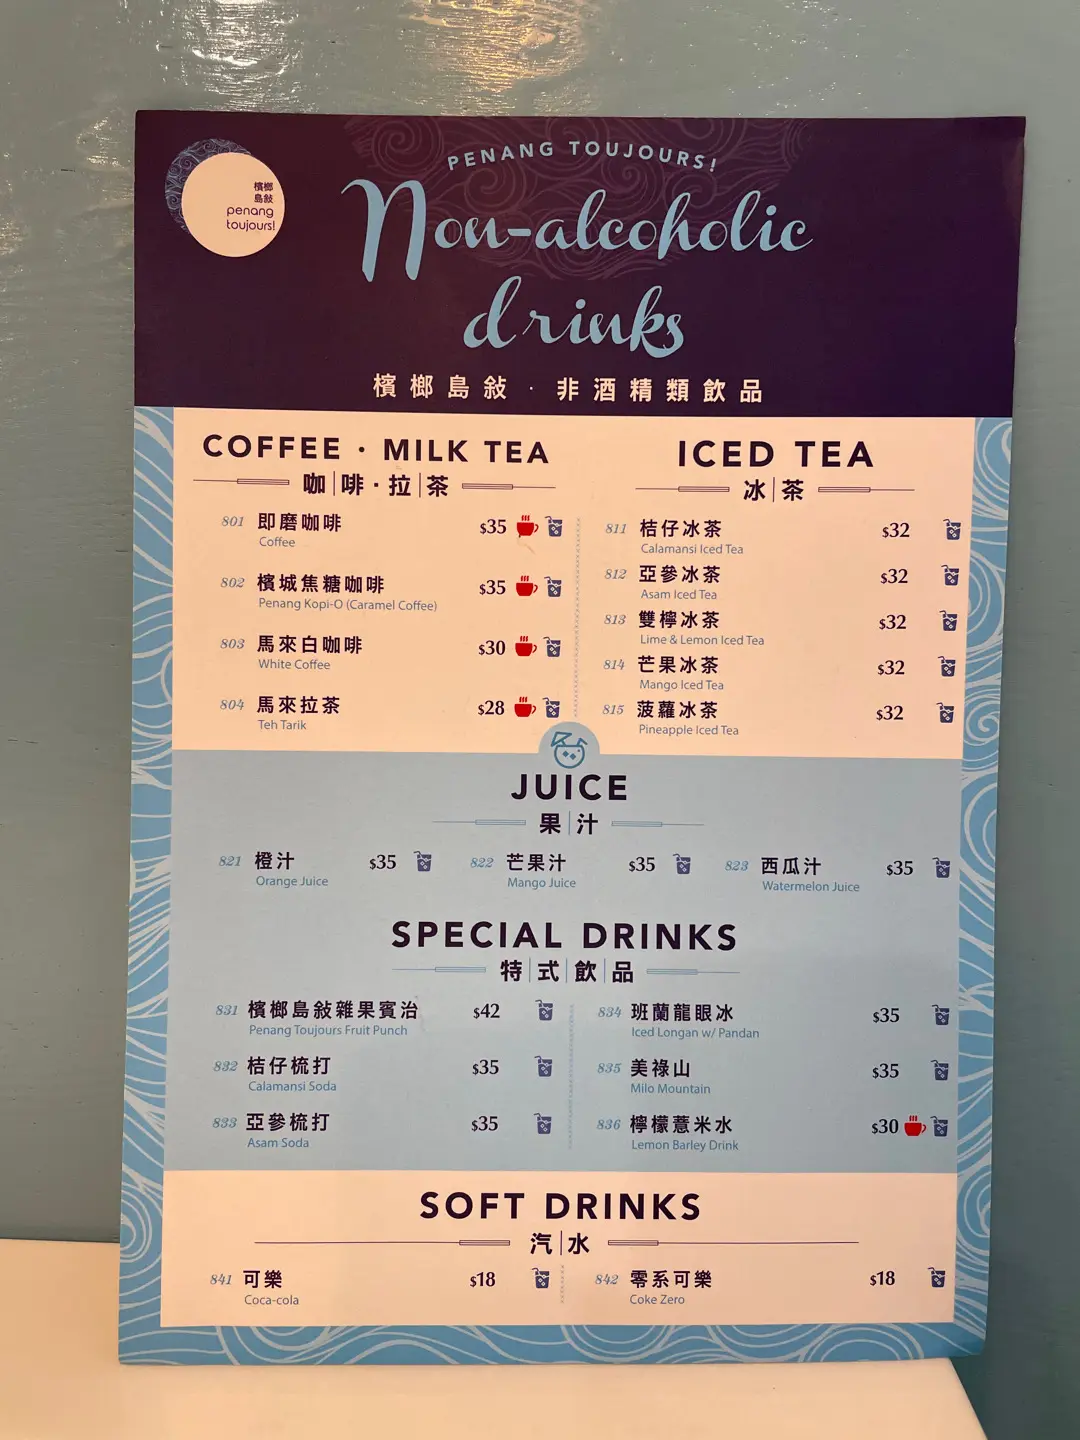 檳榔
島敍
penang
toujours!
PENANG TOUJOURS!
Non-alcoholic
drinks
檳榔島敍·非酒精類飲品
COFFEE · MILK TEA
咖啡·拉茶
801 即磨咖啡 $35
Coffee
802 檳城焦糖咖啡 $35
Penang Kopi-O (Caramel Coffee)
803 馬來白咖啡 $30
White Coffee
804 馬來拉茶 $28
Teh Tarik
ICED TEA
冰茶
811 桔仔冰茶 $32
Calamansi Iced Tea
812 亞參冰茶 $32
Asam Iced Tea
813 雙檸冰茶 $32
Lime & Lemon Iced Tea
814 芒果冰茶 $32
Mango Iced Tea
815 菠蘿冰茶 $32
Pineapple Iced Tea
JUICE
果汁
821 橙汁 $35
Orange Juice
822 芒果汁 $35
Mango Juice
823 西瓜汁 $35
Watermelon Juice
SPECIAL DRINKS
特式飲品
831 檳榔島敍雜果賓治 $42
Penang Toujours Fruit Punch
832 桔仔梳打 $35
Calamansi Soda
833 亞參梳打 $35
Asam Soda
834 班蘭龍眼冰 $35
Iced Longan w/ Pandan
835 美祿山 $35
Milo Mountain
836 檸檬薏米水 $30
Lemon Barley Drink
SOFT DRINKS
汽水
841 可樂 $18
Coca-cola
842 零系可樂 $18
Coke Zero